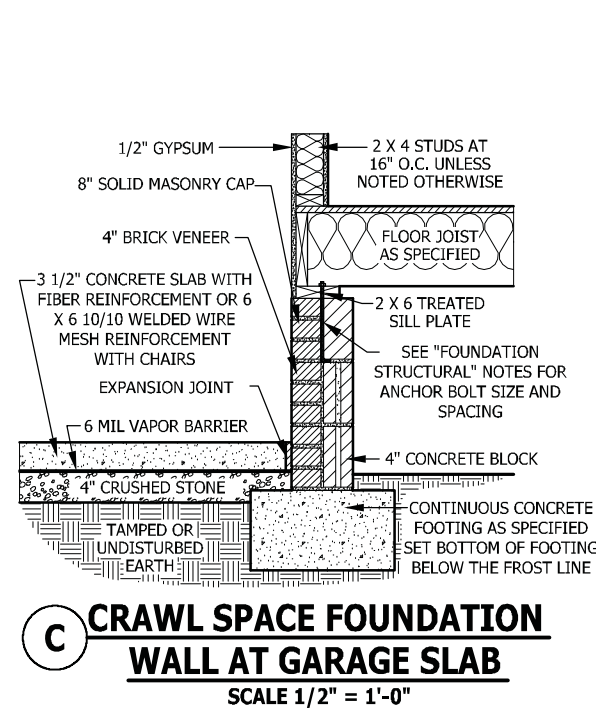 1/2" GYPSUM
2 X 4 STUDS AT
16" O.C. UNLESS
NOTED OTHERWISE
8" SOLID MASONRY CAP
4" BRICK VENEER
FLOOR JOIST
AS SPECIFIED
3 1/2" CONCRETE SLAB WITH
FIBER REINFORCEMENT OR 6
X 6 10/10 WELDED WIRE
MESH REINFORCEMENT
WITH CHAIRS
2 X 6 TREATED
SILL PLATE
SEE "FOUNDATION
STRUCTURAL" NOTES FOR
ANCHOR BOLT SIZE AND
SPACING
EXPANSION JOINT
6 MIL VAPOR BARRIER
4" CONCRETE BLOCK
4" CRUSHED STONE
TAMPED OR
UNDISTURBED
EARTH
CONTINUOUS CONCRETE
FOOTING AS SPECIFIED
SET BOTTOM OF FOOTING
BELOW THE FROST LINE
C
CRAWL SPACE FOUNDATION
WALL AT GARAGE SLAB
SCALE 1/2" = 1'-0"